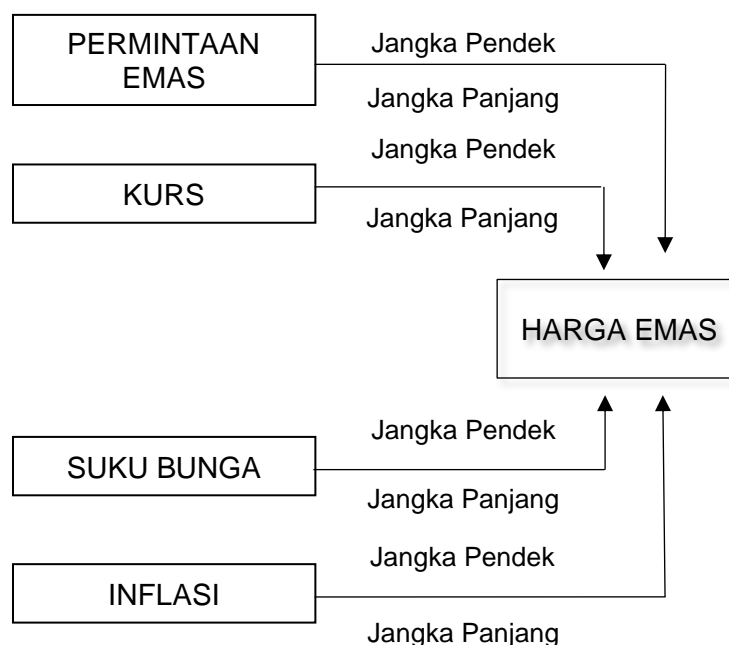 PERMINTAAN
EMAS
Jangka Pendek
Jangka Panjang
Jangka Pendek
KURS
Jangka Panjang
HARGA EMAS
Jangka Pendek
SUKU BUNGA
Jangka Panjang
Jangka Pendek
INFLASI
Jangka Panjang